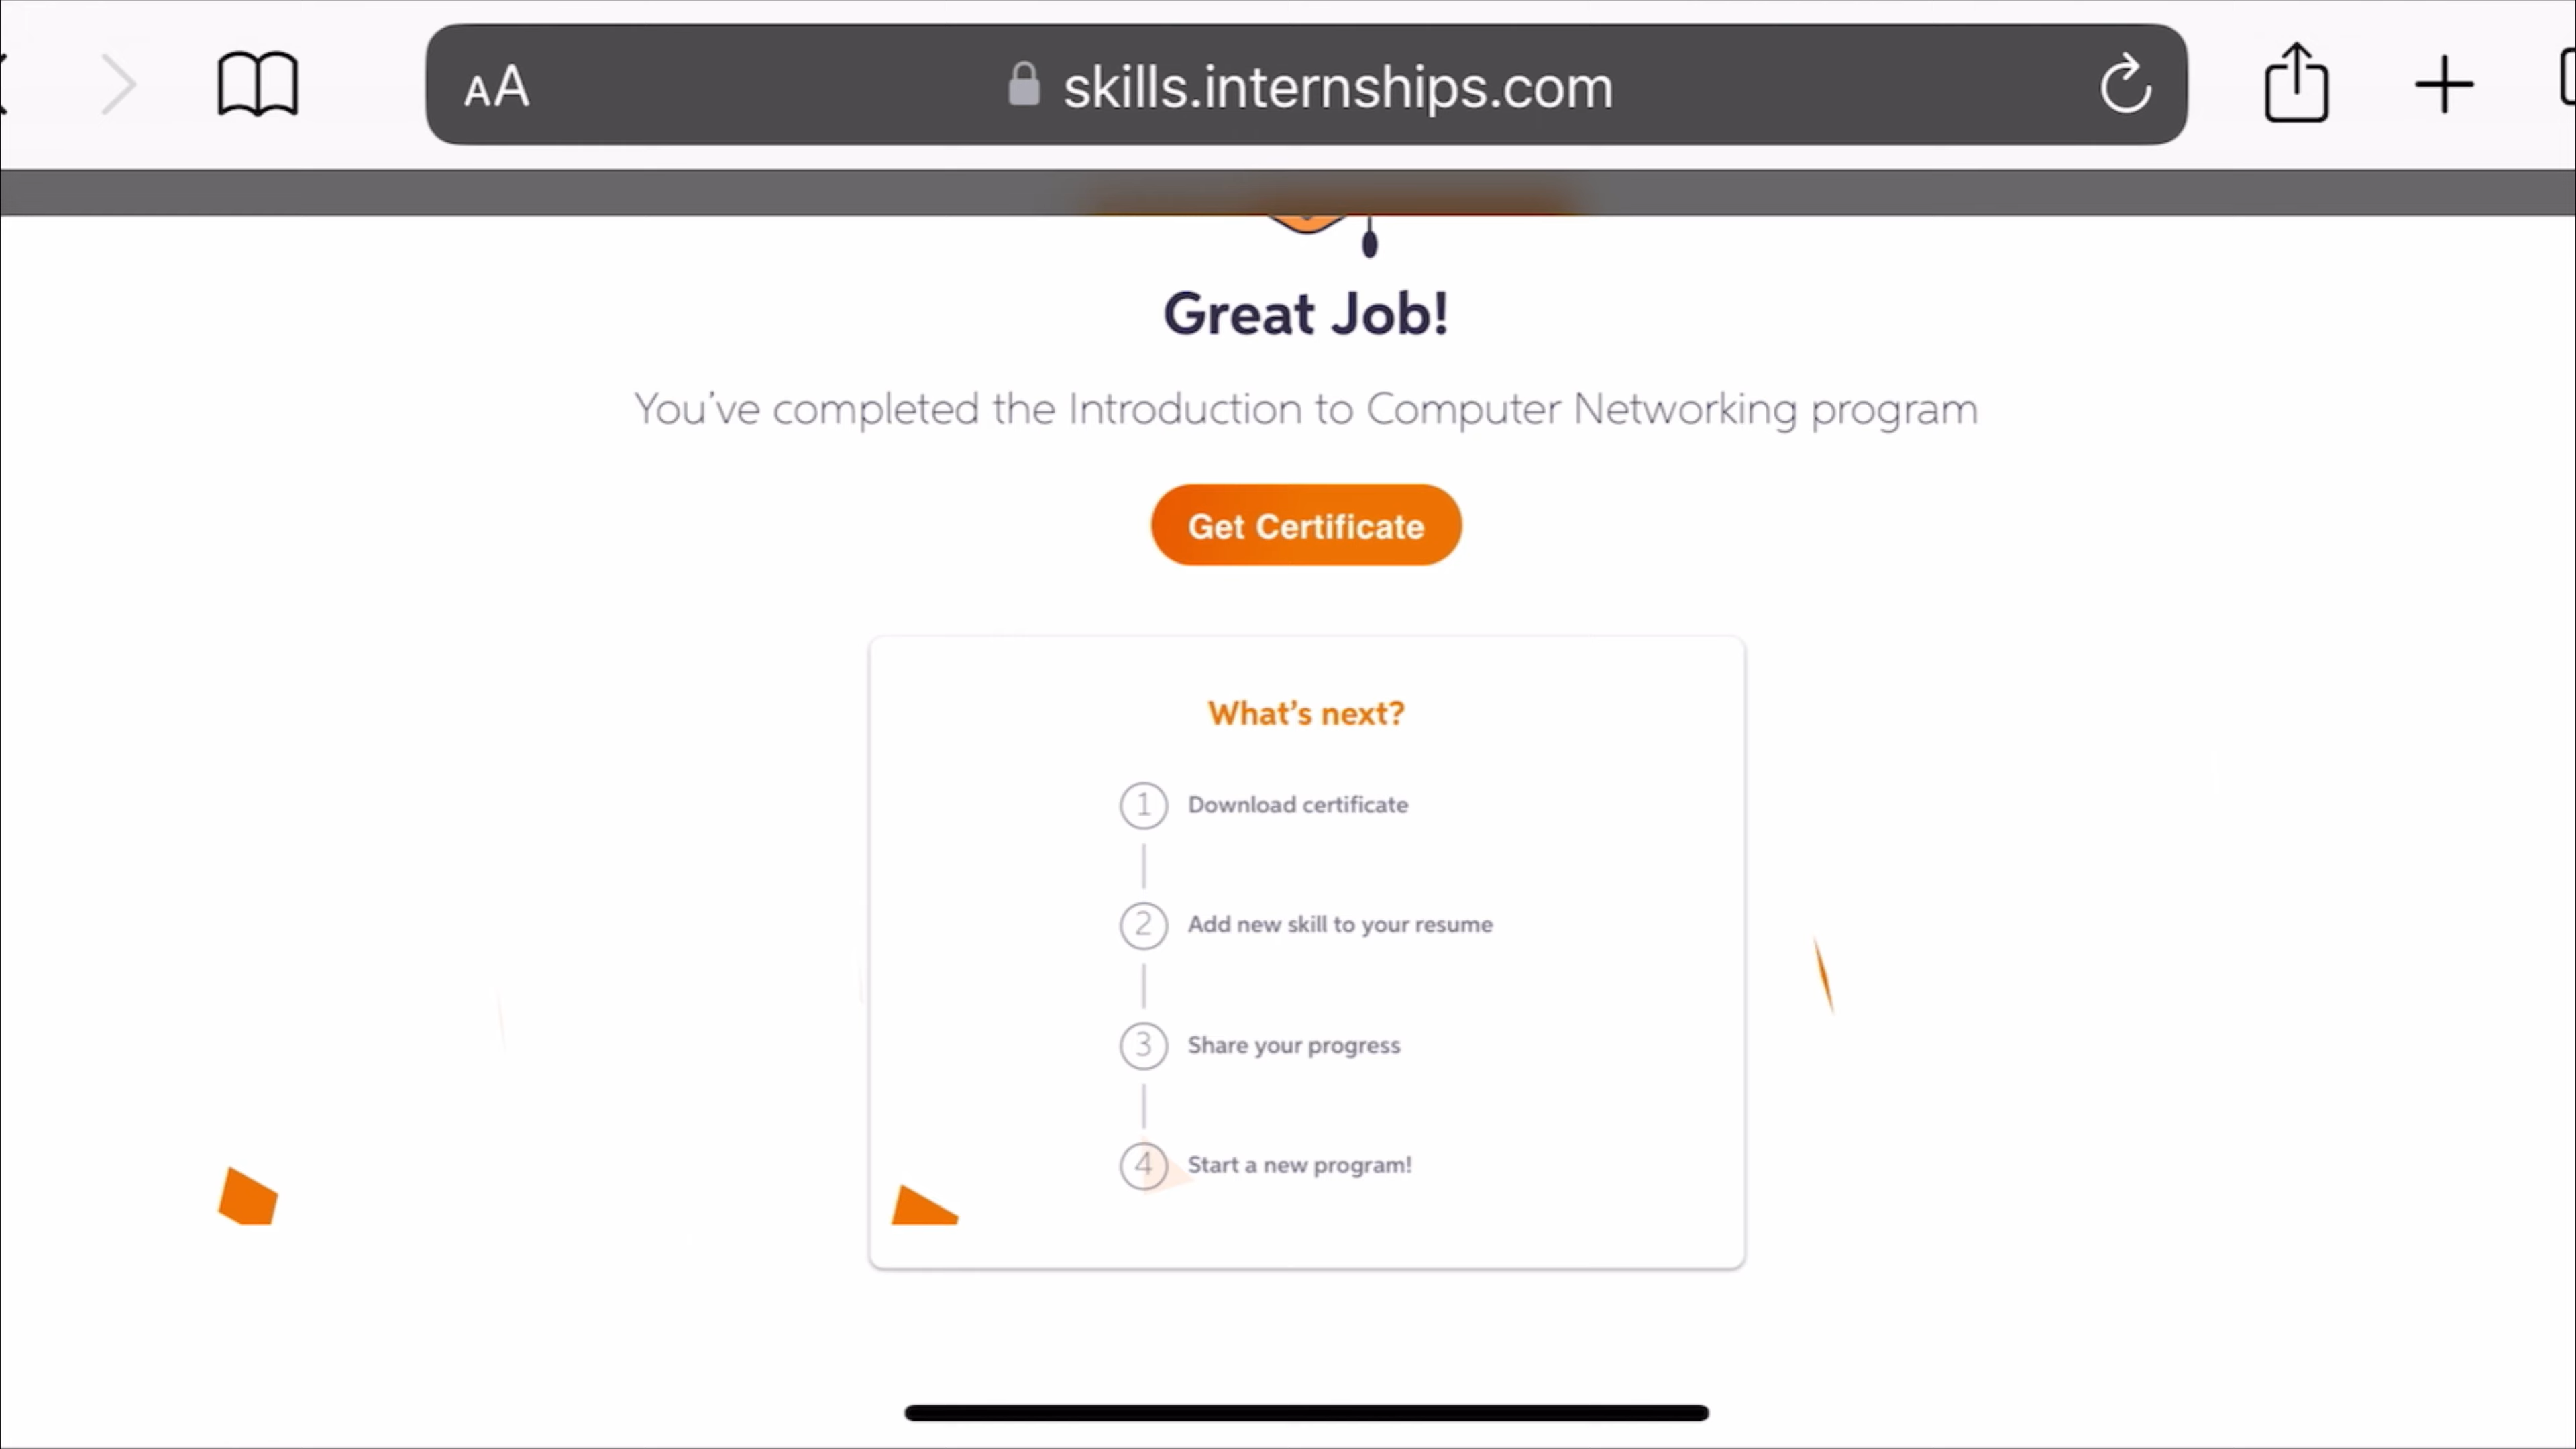 AA
skills.internships.com
Great Job!
You've completed the Introduction to Computer Networking program
Get Certificate
What's next?
1 Download certificate
2 Add new skill to your resume
3 Share your progress
4 Start a new program!